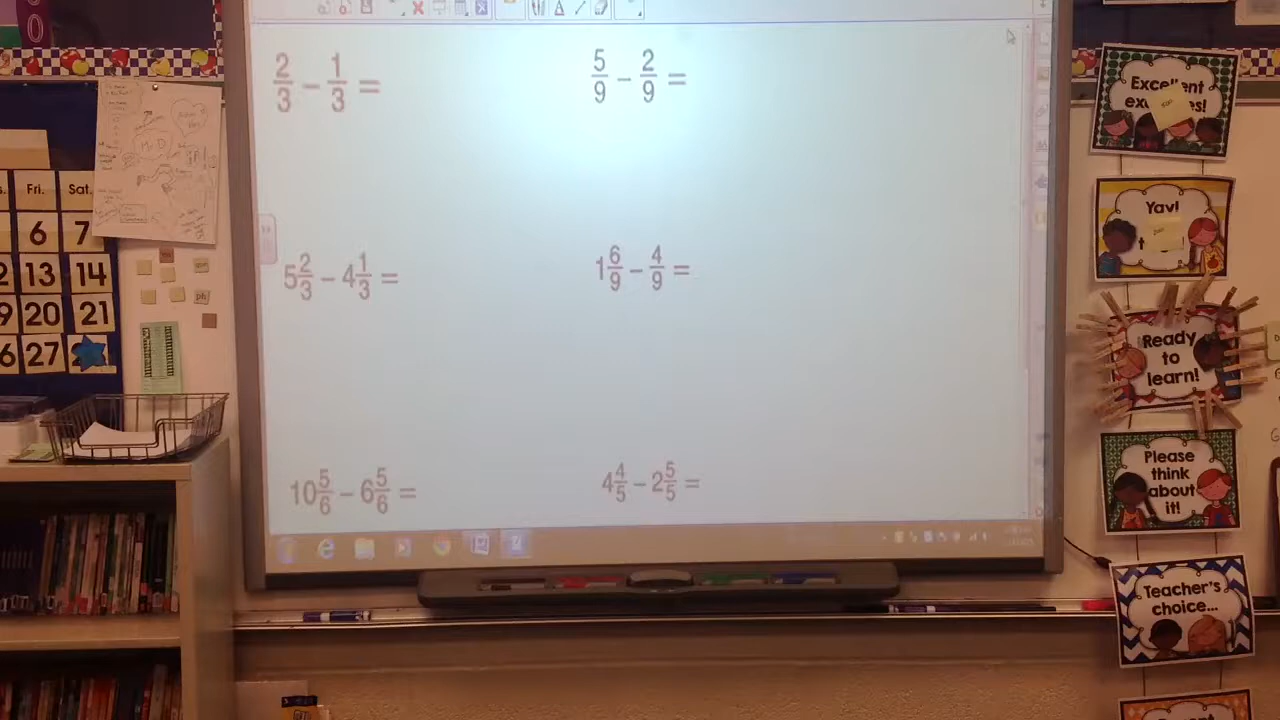 2/3 − 1/3 =
5/9 − 2/9 =
5 2/3 − 4 1/3 =
1 6/9 − 4/9 =
10 5/6 − 6 5/6 =
4 4/5 − 2 5/5 =
Fri. Sat.
6 7
13 14
20 21
27
Mr. D
ph
Excellent
Yay!
Ready
to
learn!
Please
think
about
it!
Teacher's
choice...